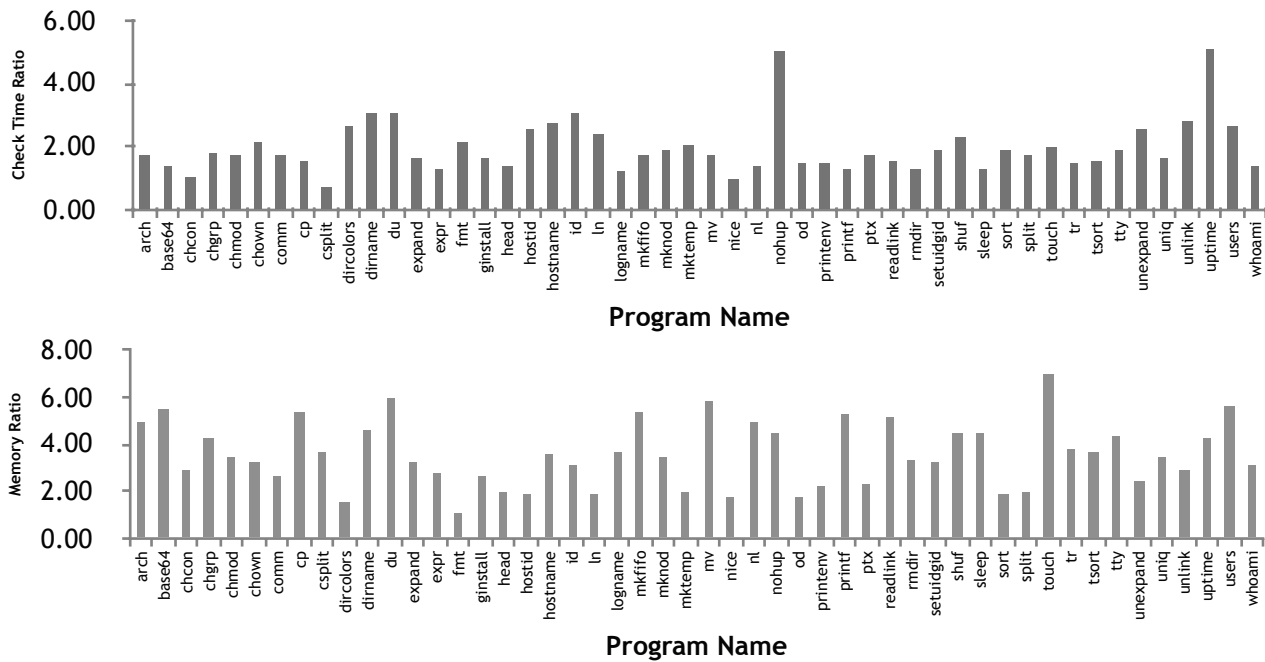 Check Time Ratio
6.00
4.00
2.00
0.00
arch
base64
chcon
chgrp
chmod
chown
comm
cp
csplit
dircolors
dirname
du
expand
expr
fmt
ginstall
head
hostid
hostname
id
ln
logname
mkfifo
mknod
mktemp
mv
nice
nl
nohup
od
printenv
printf
ptx
readlink
rmdir
setuidgid
shuf
sleep
sort
split
touch
tr
tsort
tty
unexpand
uniq
unlink
uptime
users
whoami
Program Name
Memory Ratio
8.00
6.00
4.00
2.00
0.00
arch
base64
chcon
chgrp
chmod
chown
comm
cp
csplit
dircolors
dirname
du
expand
expr
fmt
ginstall
head
hostid
hostname
id
ln
logname
mkfifo
mknod
mktemp
mv
nice
nl
nohup
od
printenv
printf
ptx
readlink
rmdir
setuidgid
shuf
sleep
sort
split
touch
tr
tsort
tty
unexpand
uniq
unlink
uptime
users
whoami
Program Name